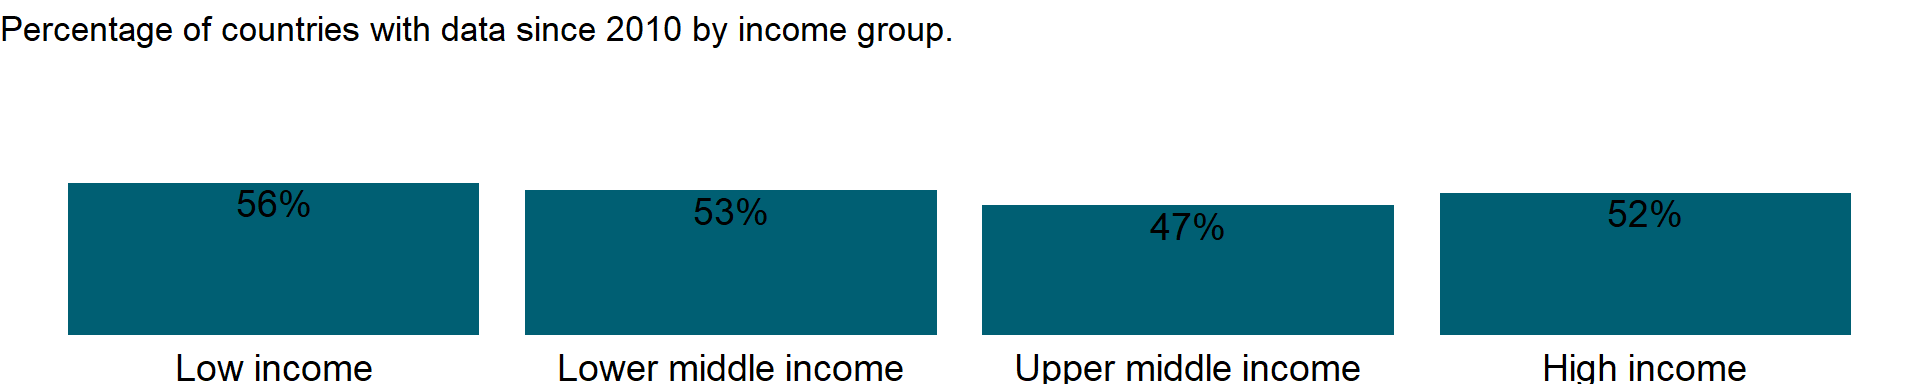 Percentage of countries with data since 2010 by income group.
56%
53%
47%
52%
Low income
Lower middle income
Upper middle income
High income